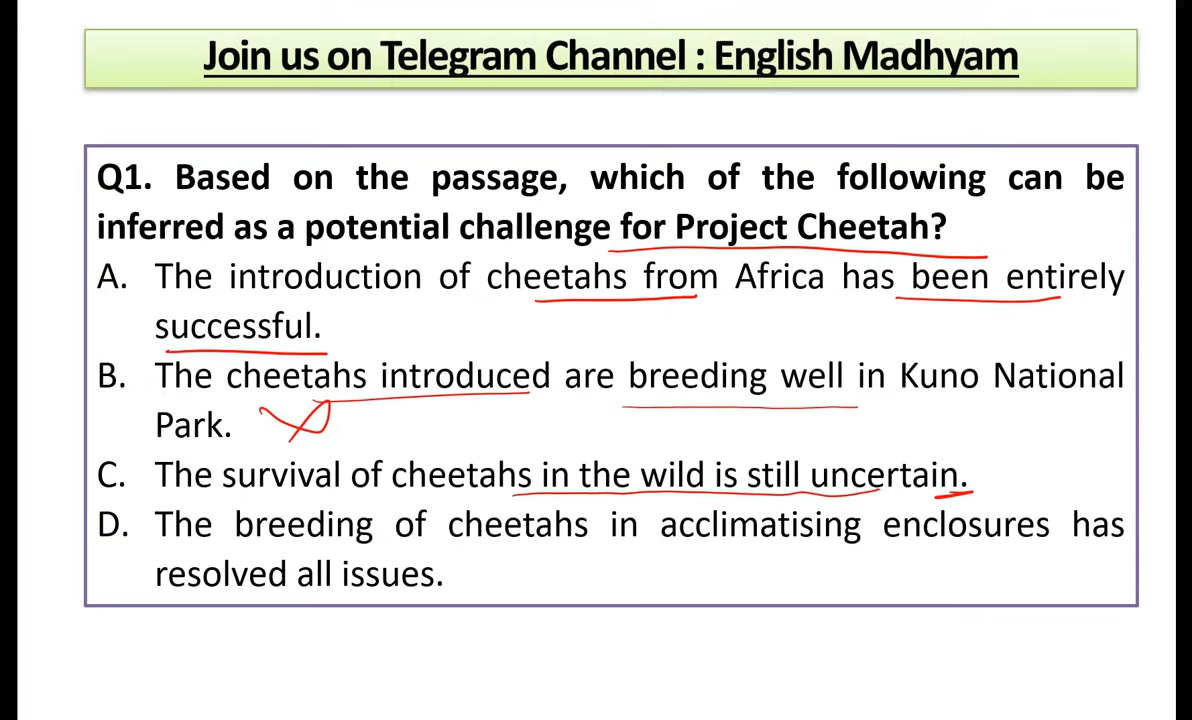 Join us on Telegram Channel : English Madhyam
Q1. Based on the passage, which of the following can be
inferred as a potential challenge for Project Cheetah?
A. The introduction of cheetahs from Africa has been entirely
successful.
B. The cheetahs introduced are breeding well in Kuno National
Park.
C. The survival of cheetahs in the wild is still uncertain.
D. The breeding of cheetahs in acclimatising enclosures has
resolved all issues.